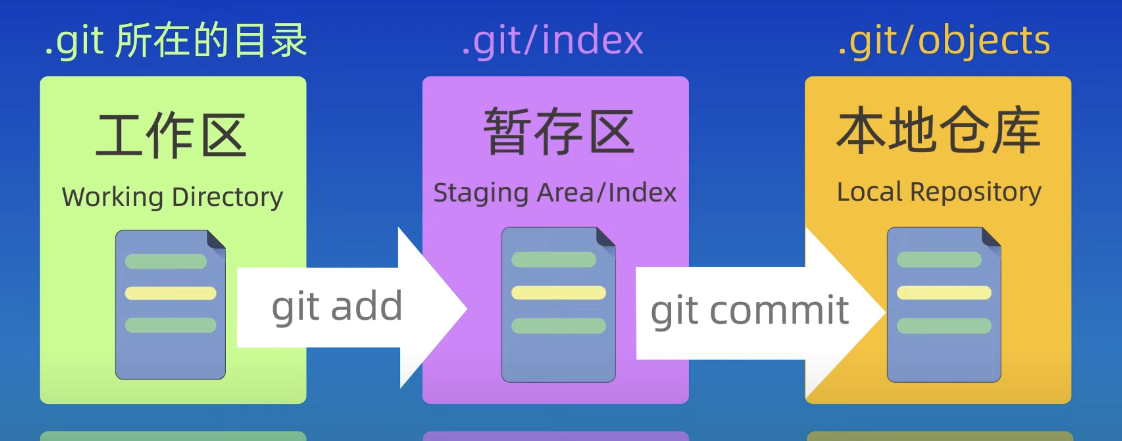 .git 所在的目录
.git/index
.git/objects
工作区
暂存区
本地仓库
Working Directory
Staging Area/Index
Local Repository
git add
git commit